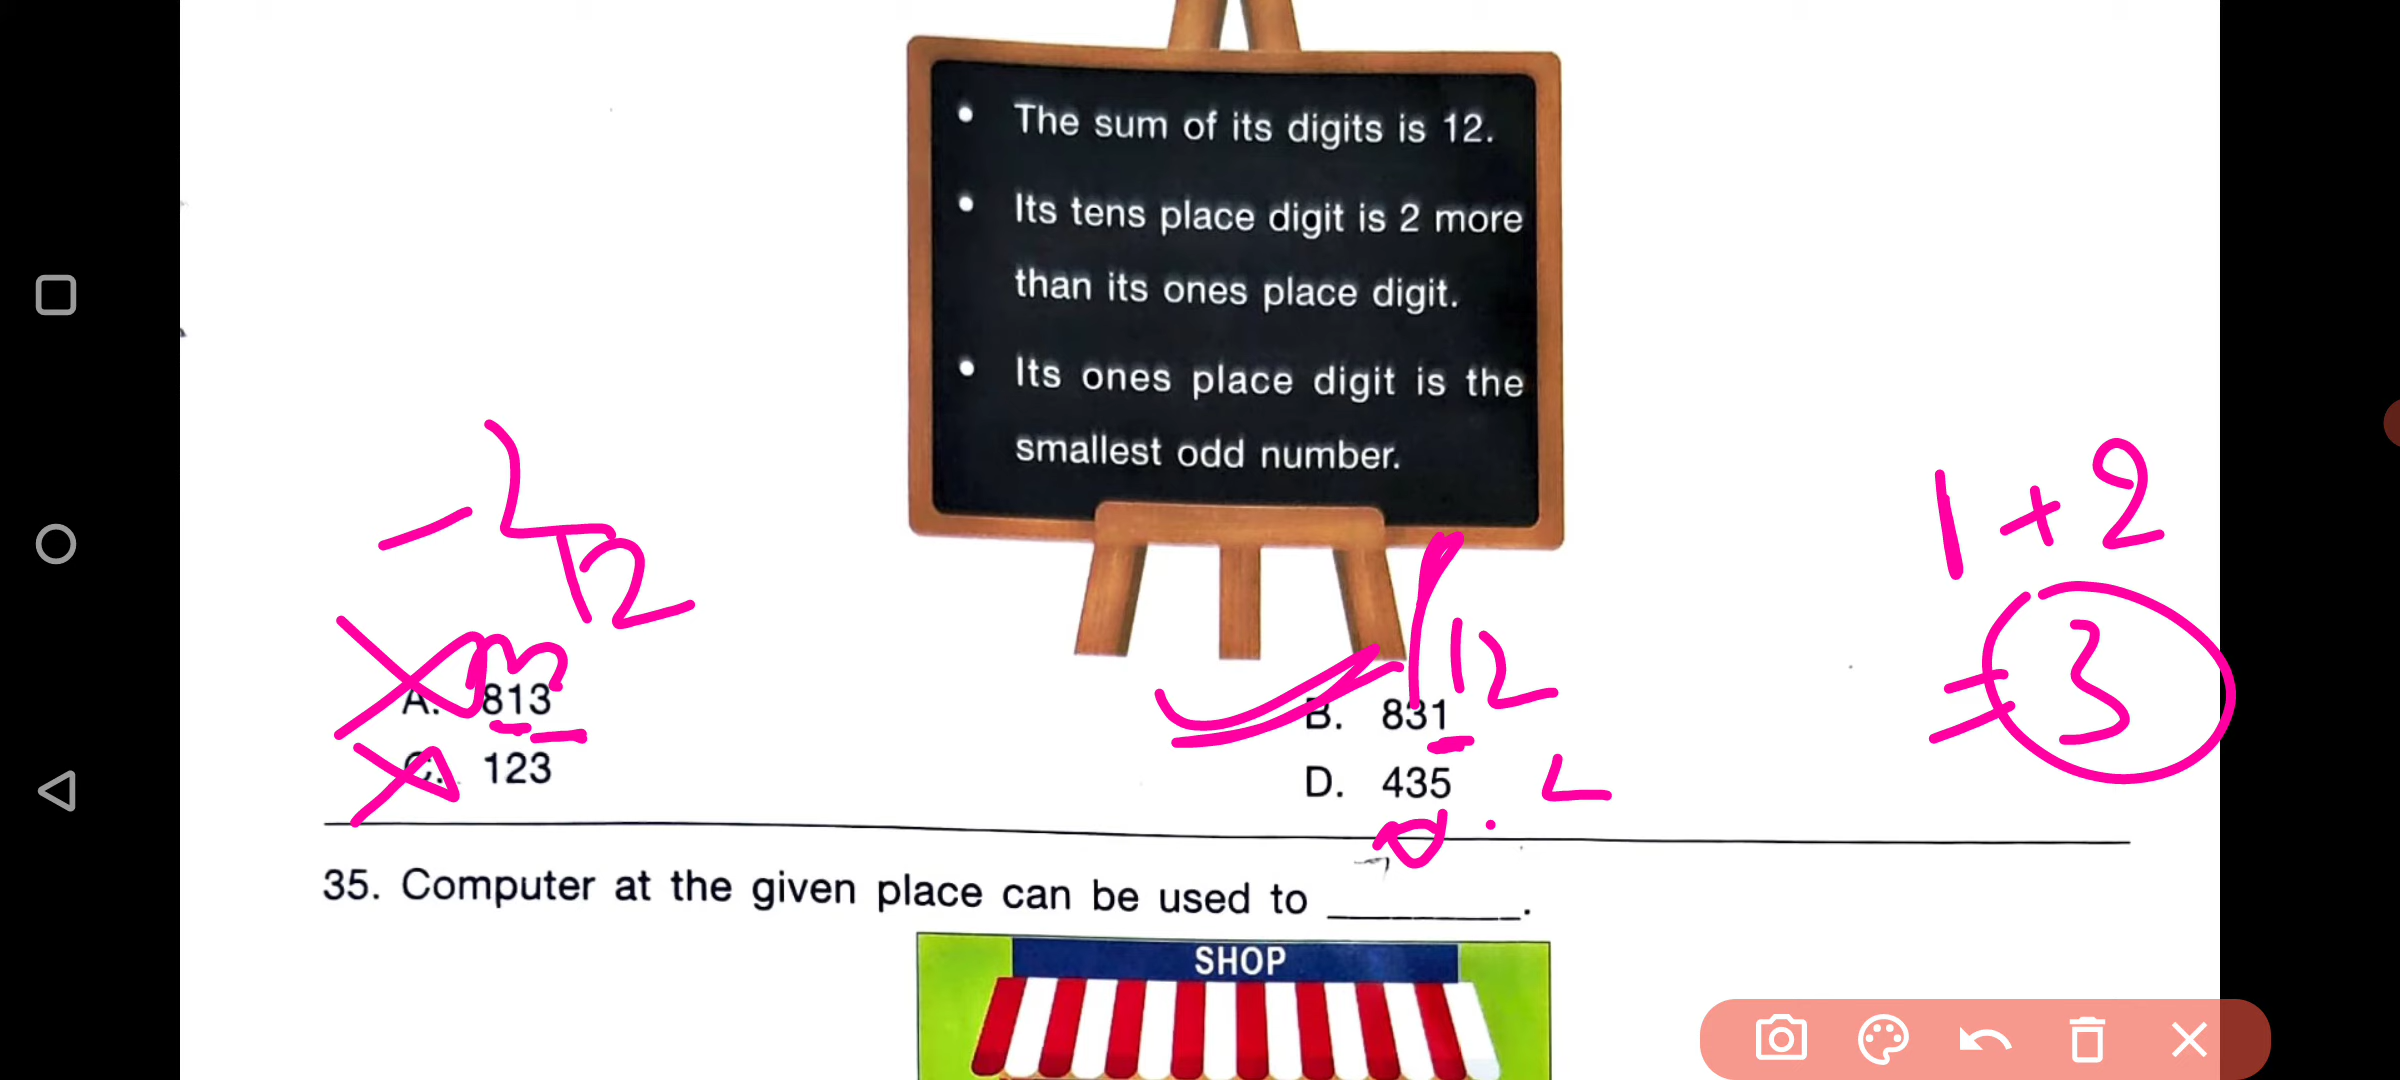 The sum of its digits is 12.
Its tens place digit is 2 more
than its ones place digit.
Its ones place digit is the
smallest odd number.
1+2
= 3
12
12
A. 813
B. 831
C. 123
D. 435
35. Computer at the given place can be used to ________.
SHOP